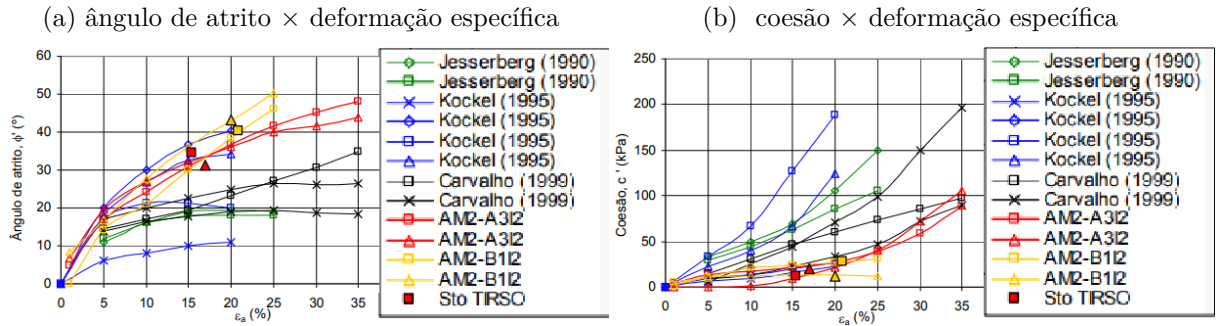 (a) ângulo de atrito × deformação específica
(b) coesão × deformação específica
Ângulo de atrito, ϕ' (°)
60
50
40
30
20
10
0
0 5 10 15 20 25 30 35
εa (%)
Jesserberg (1990)
Jesserberg (1990)
Kockel (1995)
Kockel (1995)
Kockel (1995)
Kockel (1995)
Carvalho (1999)
Carvalho (1999)
AM2-A3I2
AM2-A3I2
AM2-B1I2
AM2-B1I2
Sto TIRSO
Coesão, c' (kPa)
250
200
150
100
50
0
0 5 10 15 20 25 30 35
εa (%)
Jesserberg (1990)
Jesserberg (1990)
Kockel (1995)
Kockel (1995)
Kockel (1995)
Kockel (1995)
Carvalho (1999)
Carvalho (1999)
AM2-A3I2
AM2-A3I2
AM2-B1I2
AM2-B1I2
Sto TIRSO